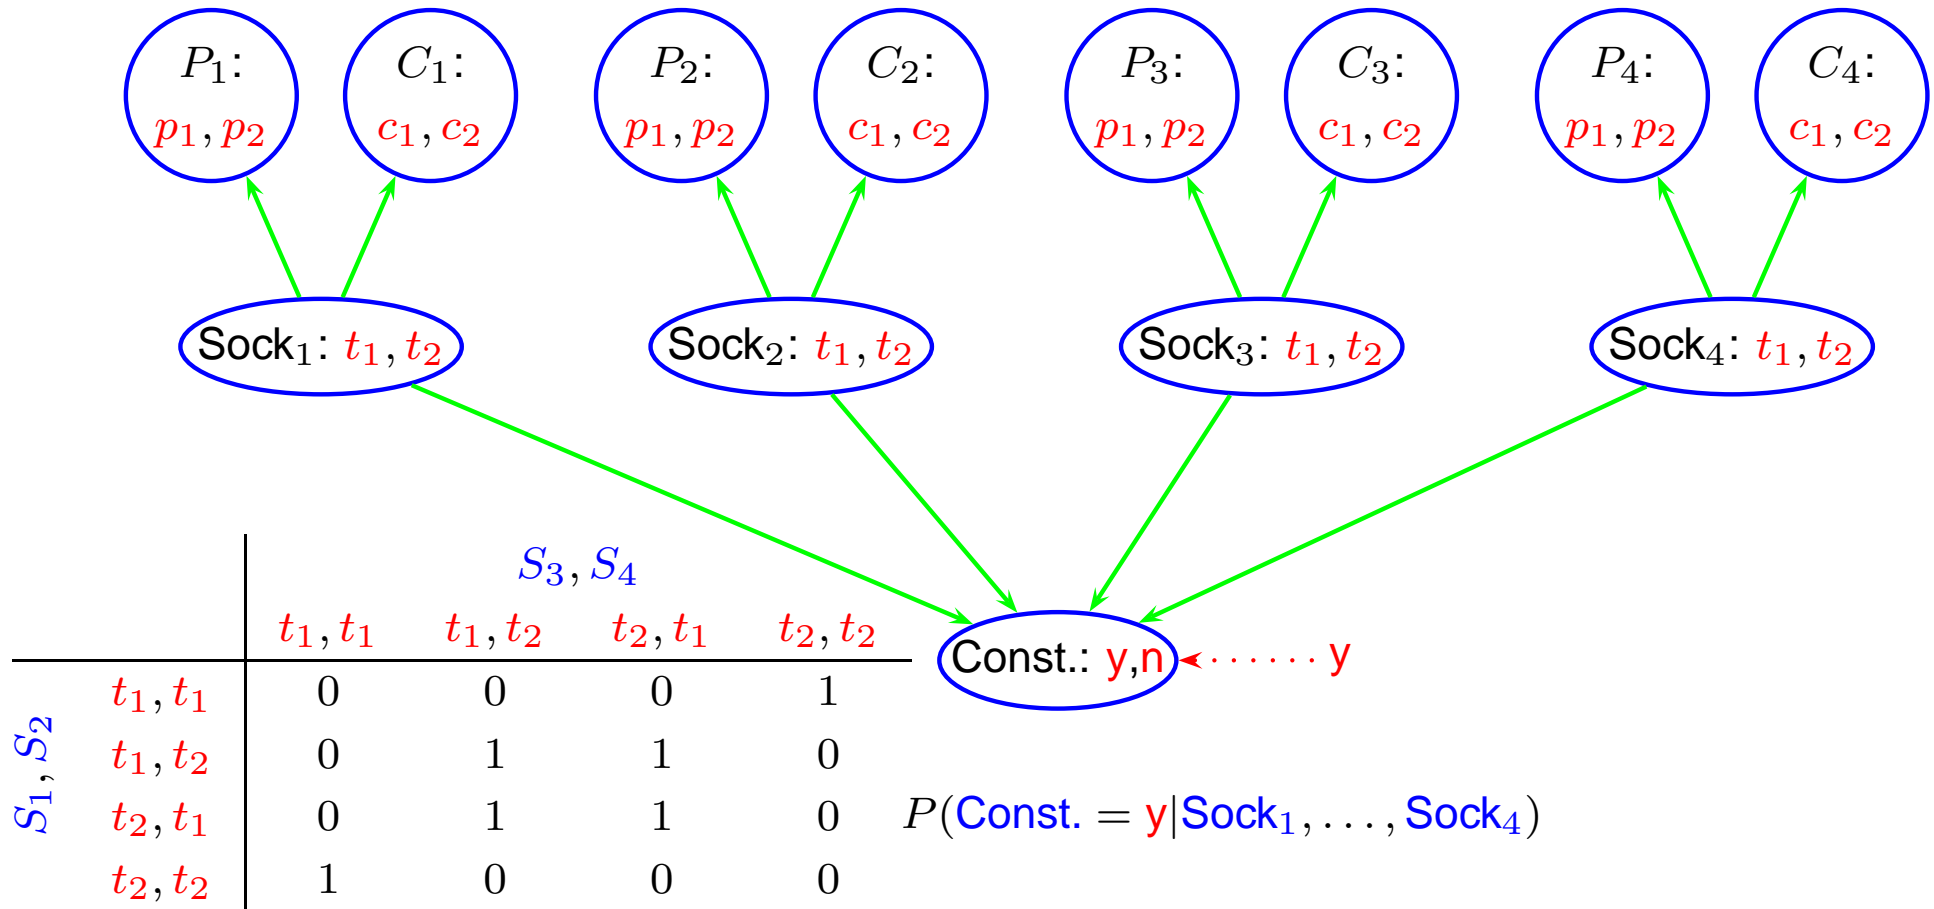 P₁: C₁: P₂: C₂: P₃: C₃: P₄: C₄:
p₁, p₂ c₁, c₂ p₁, p₂ c₁, c₂ p₁, p₂ c₁, c₂ p₁, p₂ c₁, c₂
Sock₁: t₁, t₂ Sock₂: t₁, t₂ Sock₃: t₁, t₂ Sock₄: t₁, t₂
S₃, S₄
t₁, t₁ t₁, t₂ t₂, t₁ t₂, t₂
Const.: y,n y
S₁, S₂
t₁, t₁ 0 0 0 1
t₁, t₂ 0 1 1 0
t₂, t₁ 0 1 1 0
t₂, t₂ 1 0 0 0
P(Const. = y|Sock₁, . . . , Sock₄)